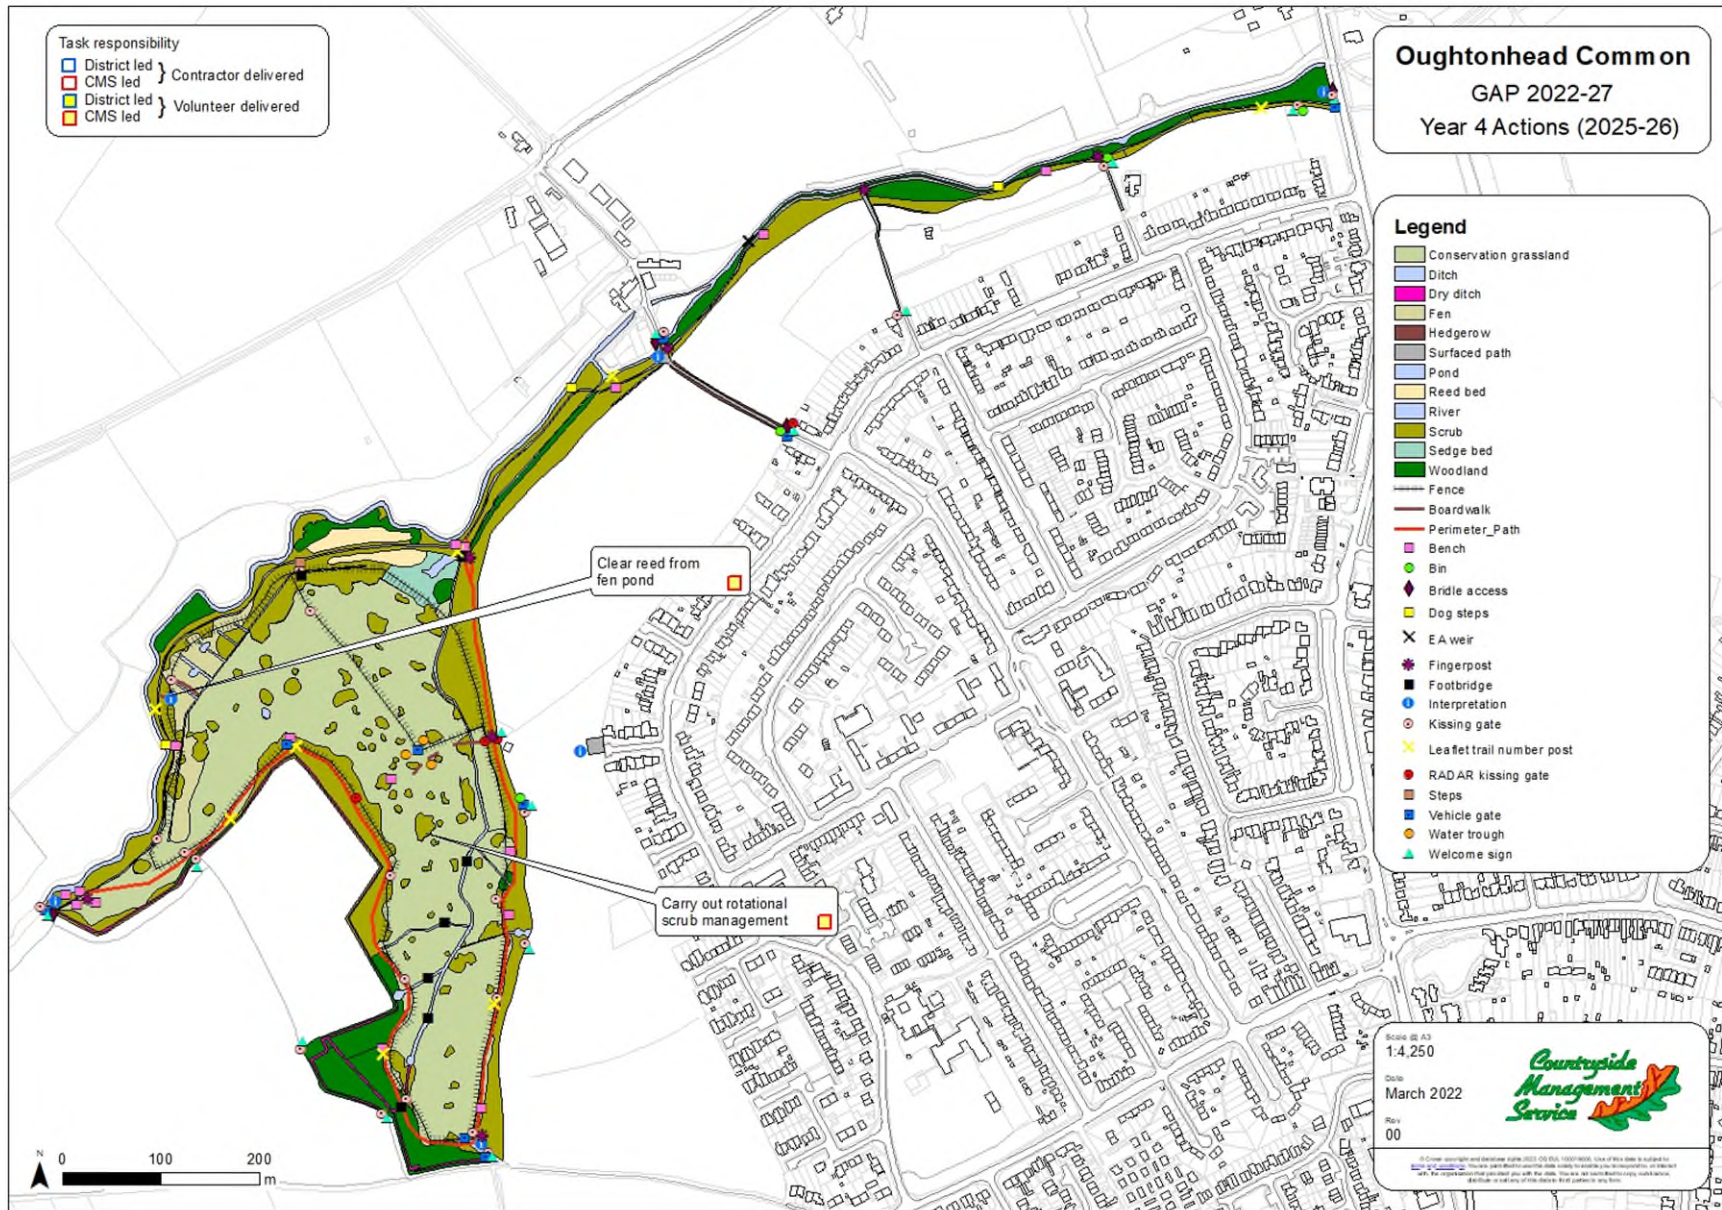 Task responsibility
District led
CMS led
Contractor delivered
District led
CMS led
Volunteer delivered
Oughtonhead Common
GAP 2022-27
Year 4 Actions (2025-26)
Legend
Conservation grassland
Ditch
Dry ditch
Fen
Hedgerow
Surfaced path
Pond
Reed bed
River
Scrub
Sedge bed
Woodland
Fence
Boardwalk
Perimeter_Path
Bench
Bin
Bridle access
Dog steps
EA weir
Fingerpost
Footbridge
Interpretation
Kissing gate
Leaflet trail number post
RADAR kissing gate
Steps
Vehicle gate
Water trough
Welcome sign
Clear reed from
fen pond
Carry out rotational
scrub management
Scale @ A3
1:4,250
Date
March 2022
Rev
00
Countryside
Management
Service
N
0 100 200
m